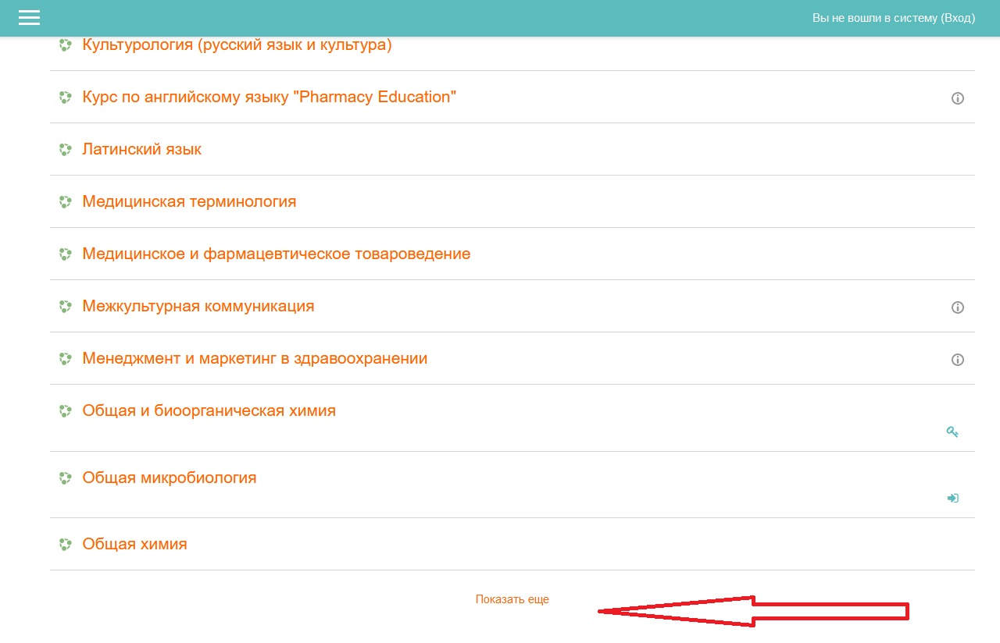 Вы не вошли в систему (Вход)
Культурология (русский язык и культура)
Курс по английскому языку "Pharmacy Education"
Латинский язык
Медицинская терминология
Медицинское и фармацевтическое товароведение
Межкультурная коммуникация
Менеджмент и маркетинг в здравоохранении
Общая и биоорганическая химия
Общая микробиология
Общая химия
Показать еще